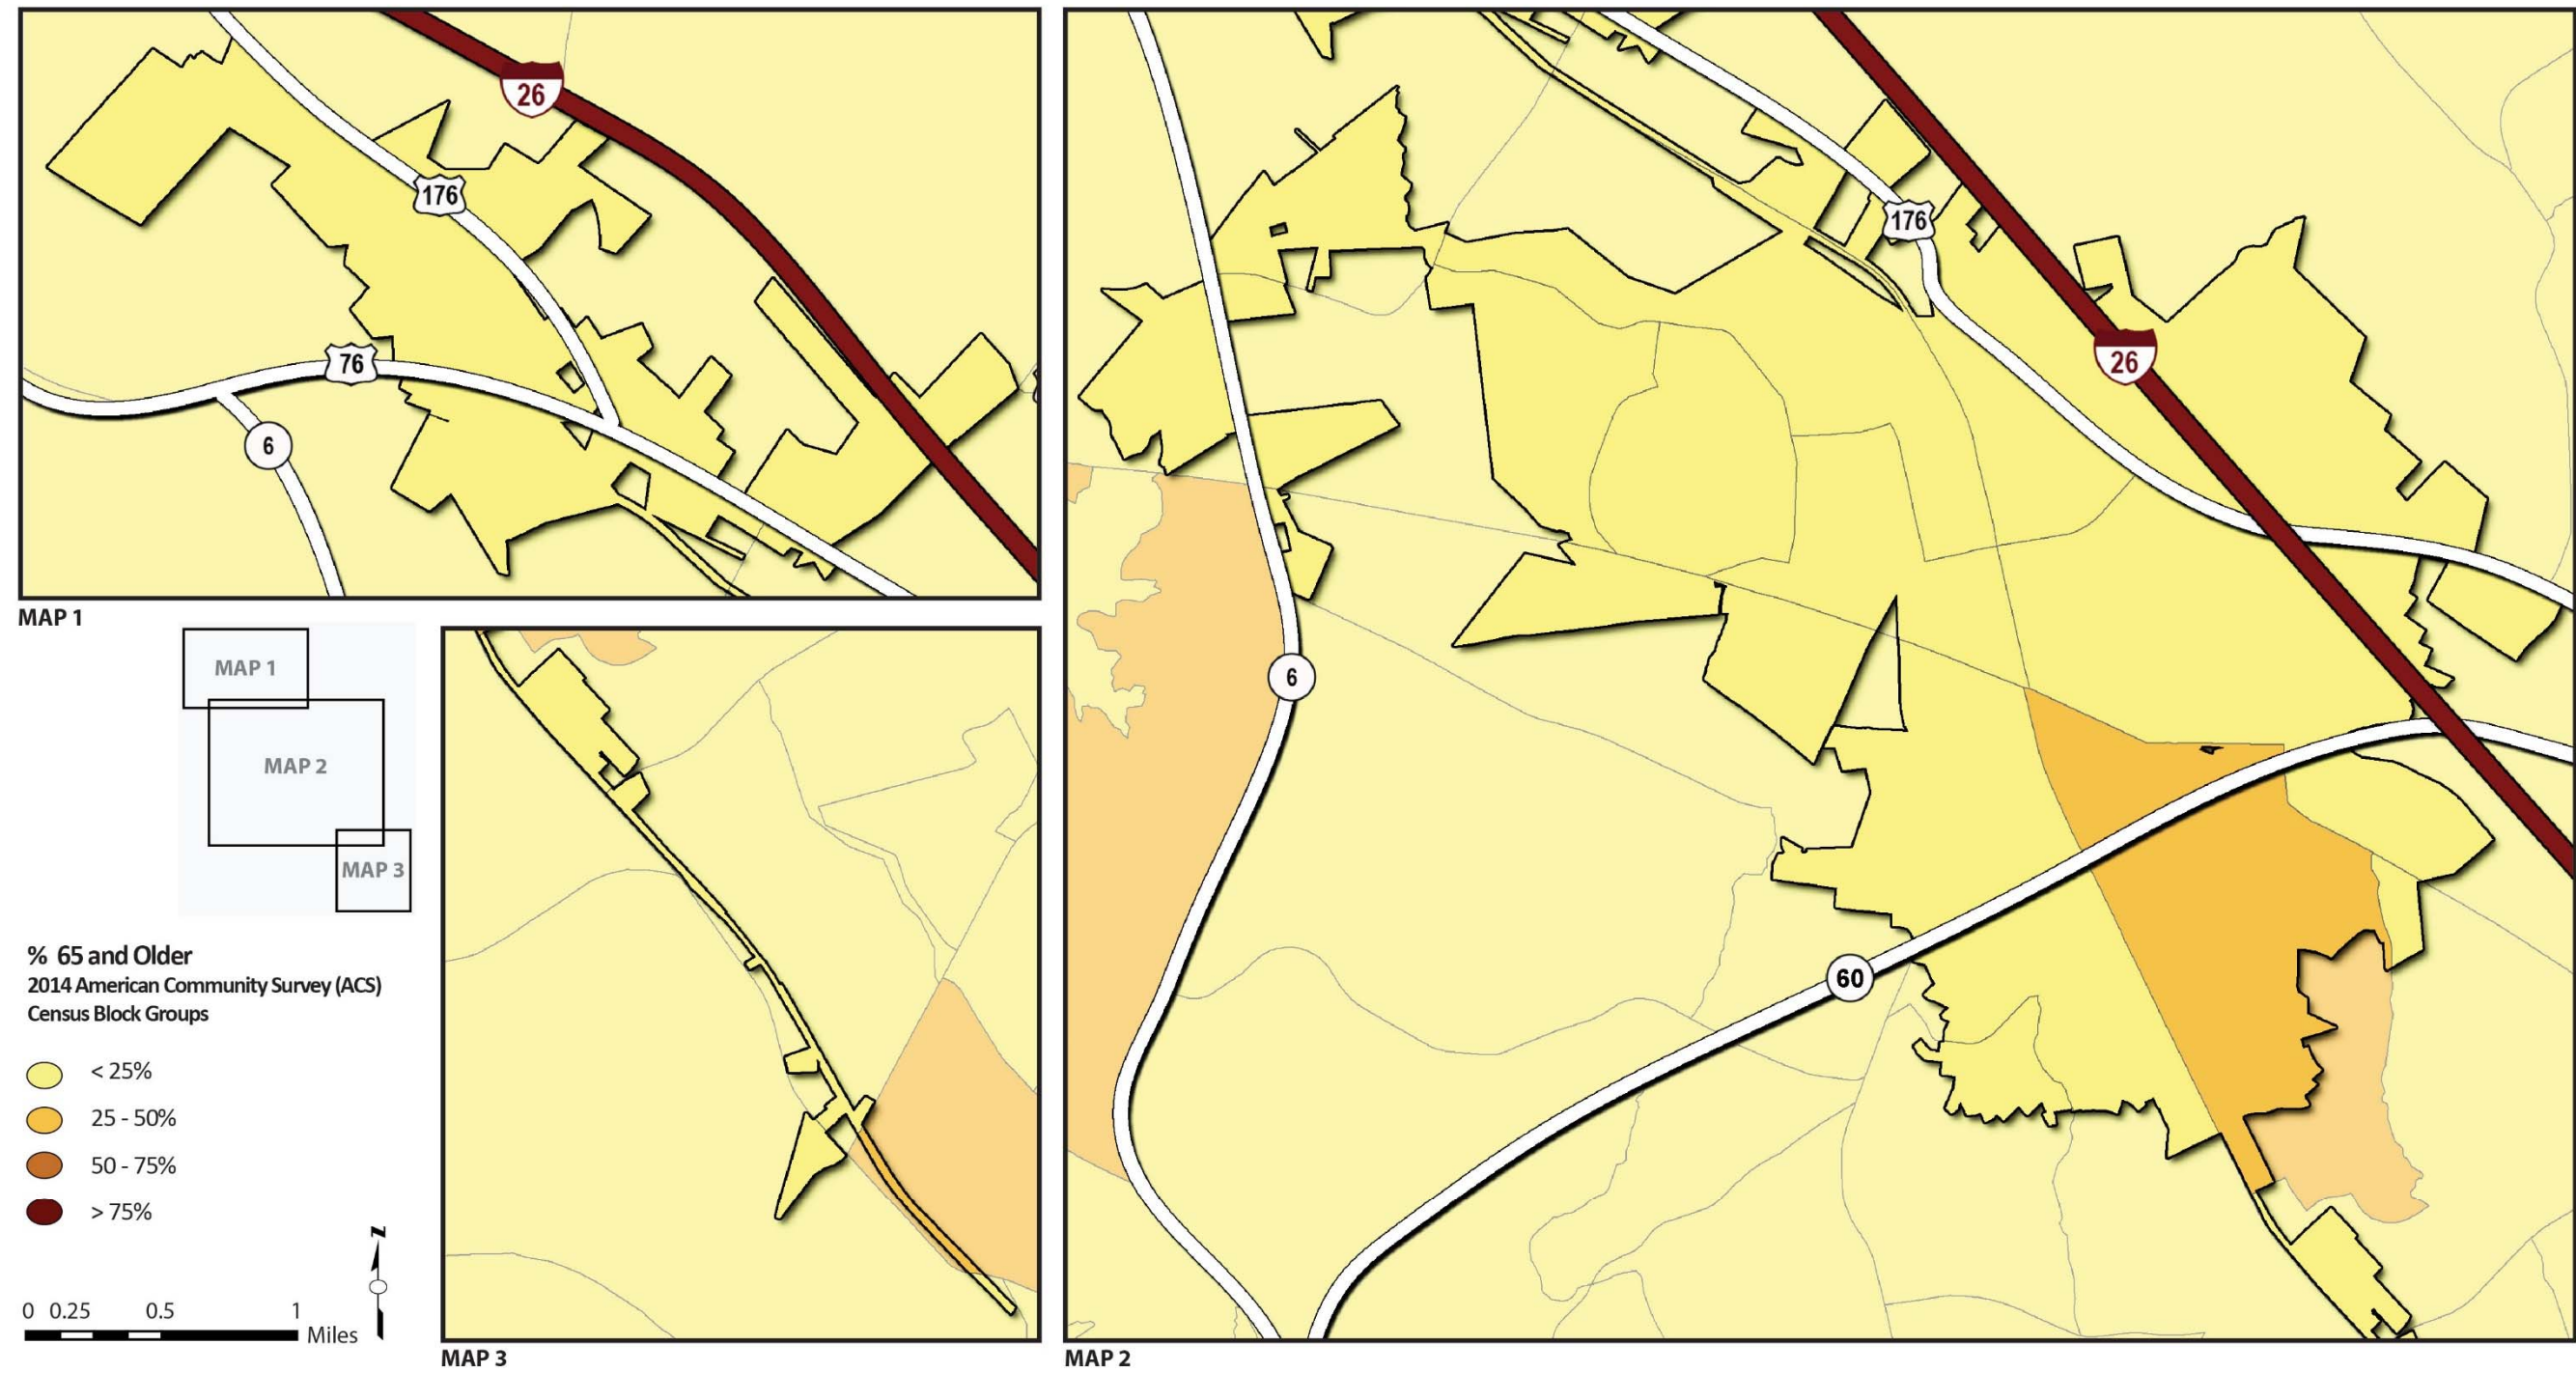 26
176
76
6
MAP 1
MAP 1
MAP 2
MAP 3
% 65 and Older
2014 American Community Survey (ACS)
Census Block Groups
< 25%
25 - 50%
50 - 75%
> 75%
N
0 0.25 0.5 1
Miles
MAP 3
176
26
6
60
MAP 2